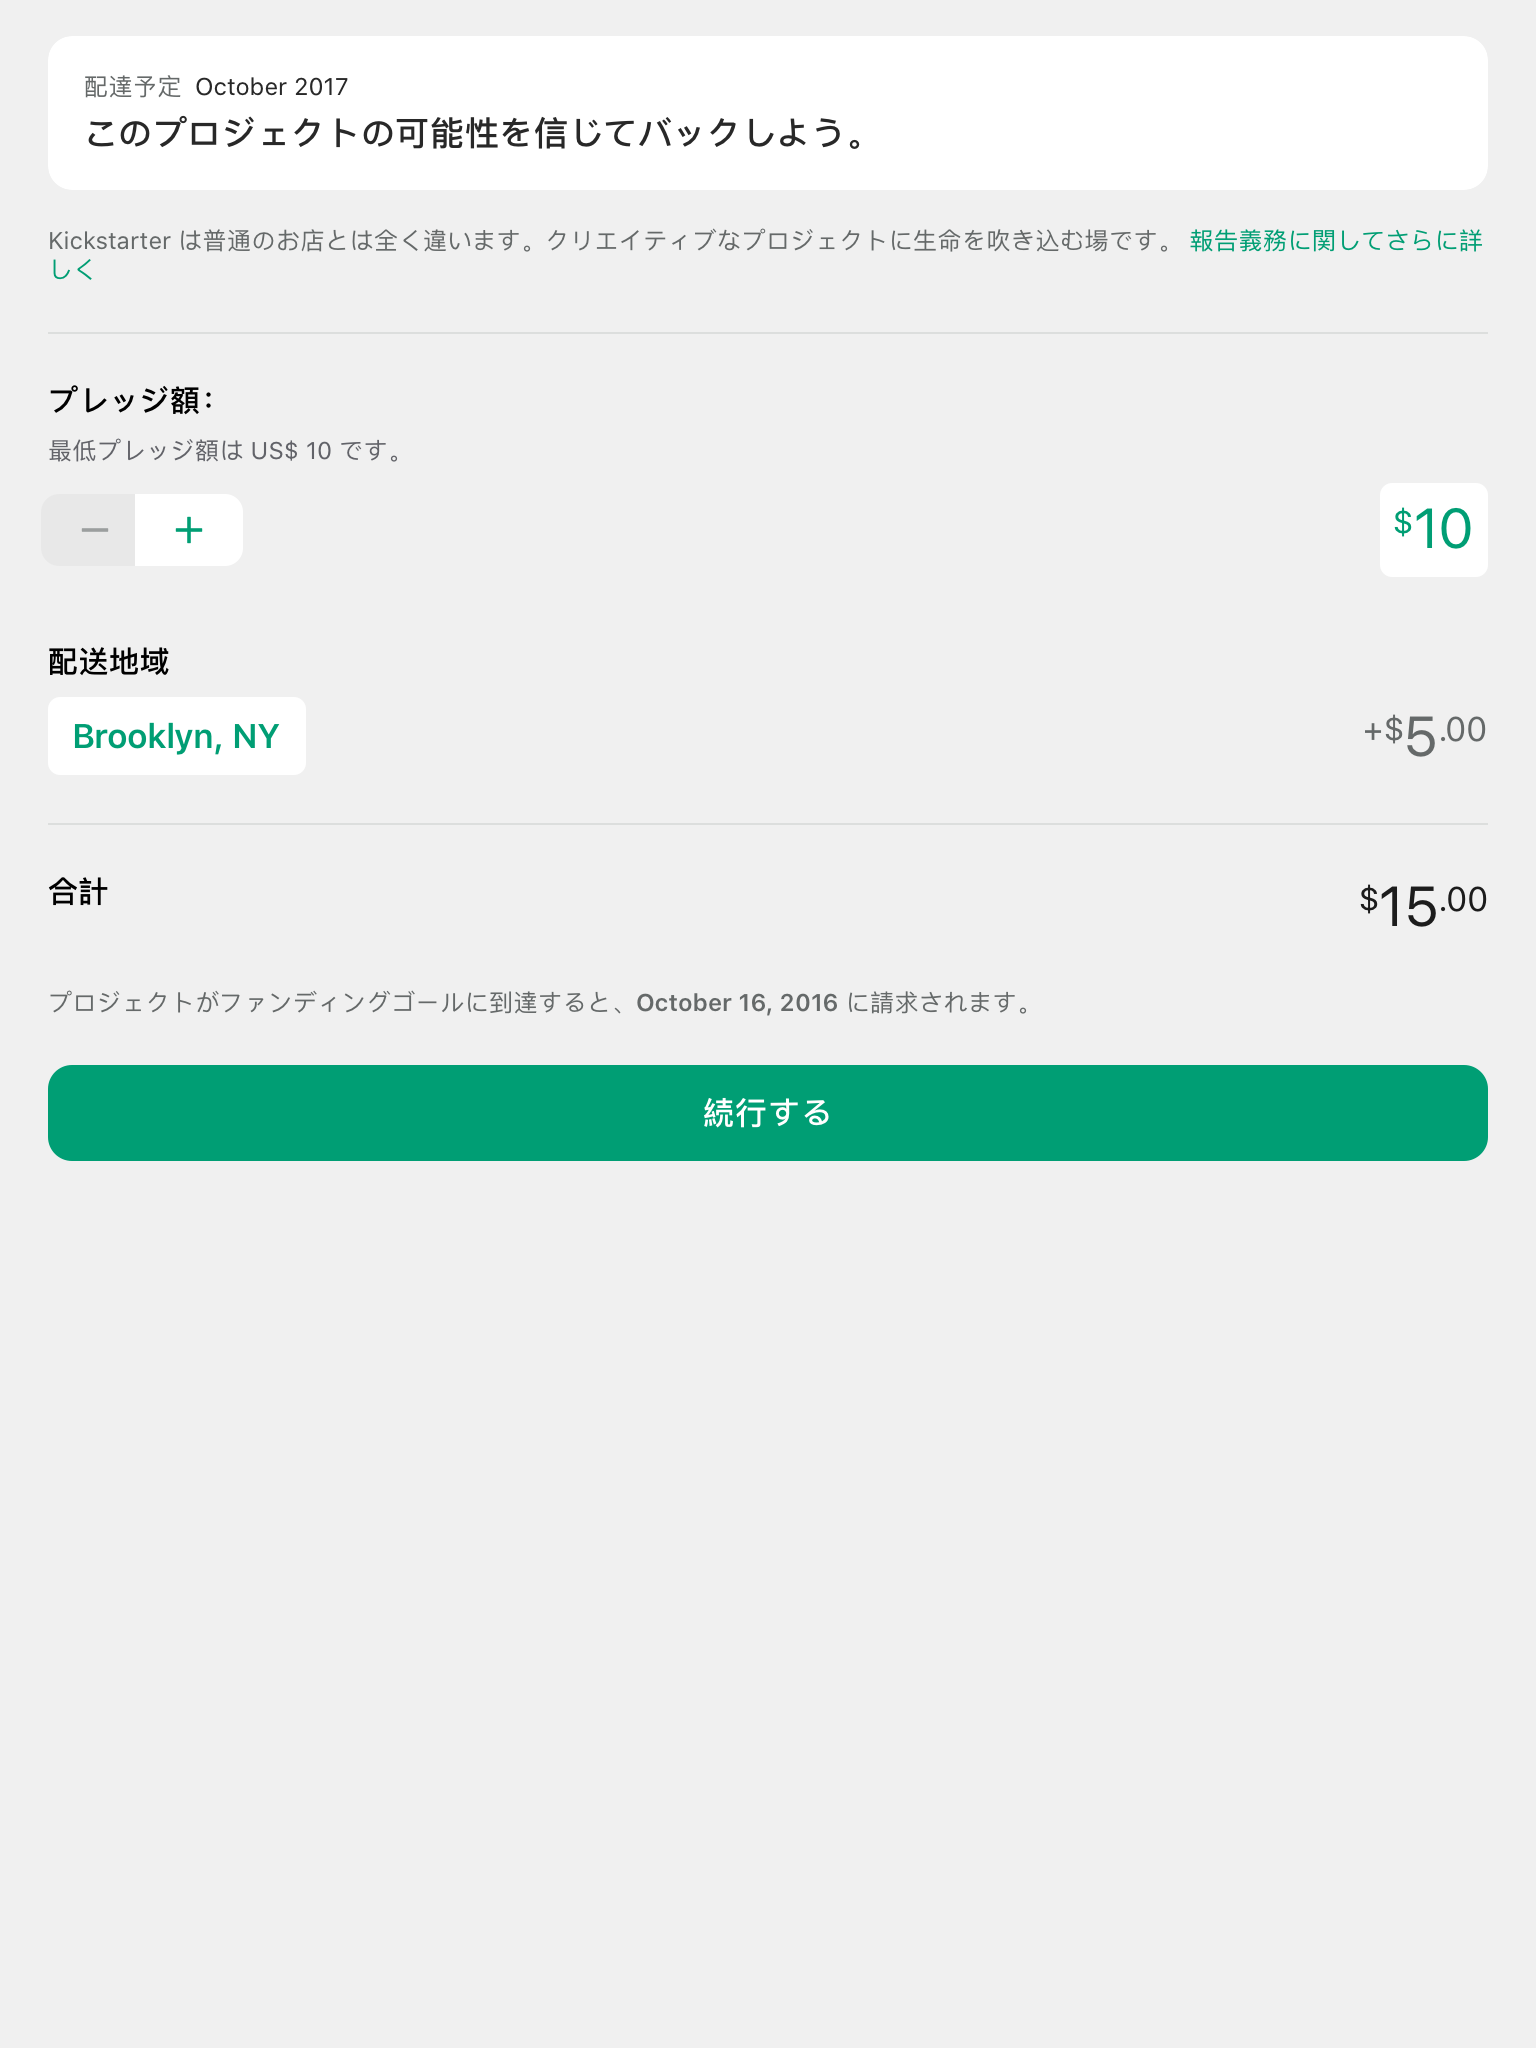 配達予定 October 2017
このプロジェクトの可能性を信じてバックしよう。
Kickstarter は普通のお店とは全く違います。クリエイティブなプロジェクトに生命を吹き込む場です。 報告義務に関してさらに詳
しく
プレッジ額：
最低プレッジ額は US$ 10 です。
− +
$10
配送地域
Brooklyn, NY
+$5.00
合計
$15.00
プロジェクトがファンディングゴールに到達すると、October 16, 2016 に請求されます。
続行する